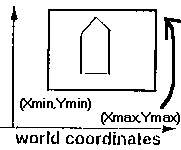 (Xmin,Ymin)
(Xmax,Ymax)
world coordinates